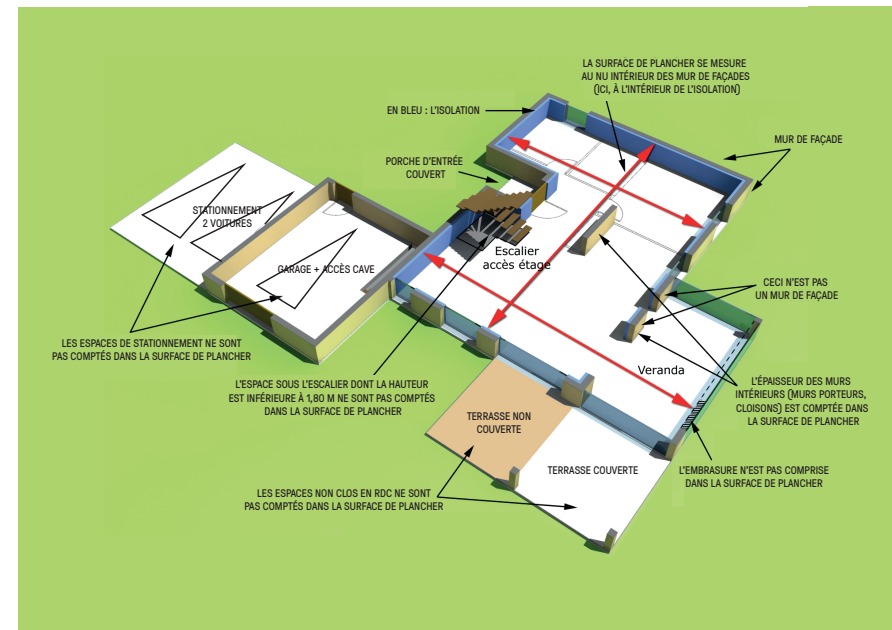 LA SURFACE DE PLANCHER SE MESURE
AU NU INTÉRIEUR DES MUR DE FAÇADES
(ICI, À L'INTÉRIEUR DE L'ISOLATION)
EN BLEU : L'ISOLATION
MUR DE FAÇADE
PORCHE D'ENTRÉE
COUVERT
STATIONNEMENT
2 VOITURES
GARAGE + ACCÈS CAVE
Escalier
accès étage
CECI N'EST PAS
UN MUR DE FAÇADE
LES ESPACES DE STATIONNEMENT NE SONT
PAS COMPTÉS DANS LA SURFACE DE PLANCHER
L'ESPACE SOUS L'ESCALIER DONT LA HAUTEUR
EST INFÉRIEURE À 1,80 M NE SONT PAS COMPTÉS
DANS LA SURFACE DE PLANCHER
Veranda
L'ÉPAISSEUR DES MURS
INTÉRIEURS (MURS PORTEURS,
CLOISONS) EST COMPTÉE DANS
LA SURFACE DE PLANCHER
TERRASSE NON
COUVERTE
TERRASSE COUVERTE
L'EMBRASURE N'EST PAS COMPRISE
DANS LA SURFACE DE PLANCHER
LES ESPACES NON CLOS EN RDC NE SONT
PAS COMPTÉS DANS LA SURFACE DE PLANCHER